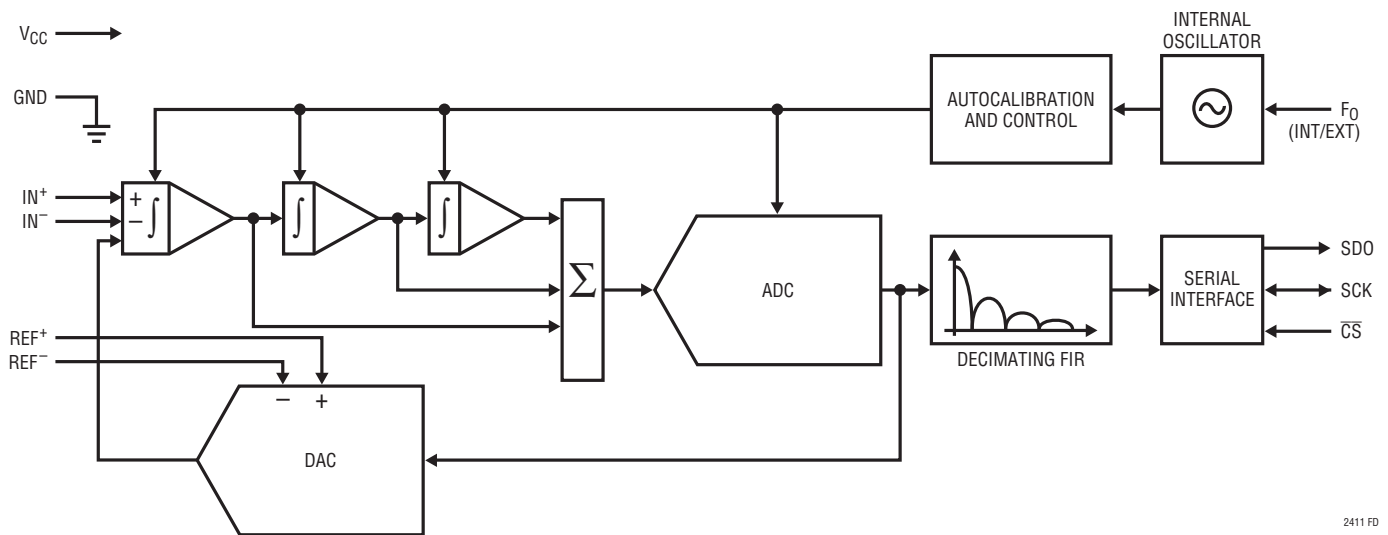 V_CC
GND
IN⁺
IN⁻
REF⁺
REF⁻
+
−
∫
∫
∫
Σ
ADC
−
+
DAC
AUTOCALIBRATION
AND CONTROL
INTERNAL
OSCILLATOR
F_O
(INT/EXT)
DECIMATING FIR
SERIAL
INTERFACE
SDO
SCK
C̅S̅
2411 FD